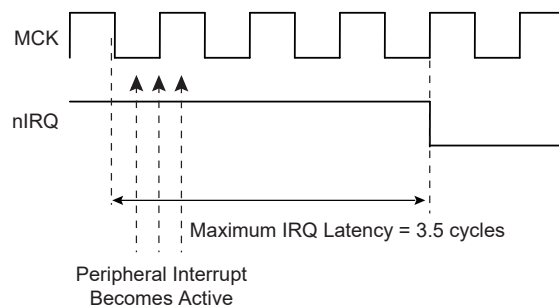 MCK
nIRQ
Maximum IRQ Latency = 3.5 cycles
Peripheral Interrupt
Becomes Active